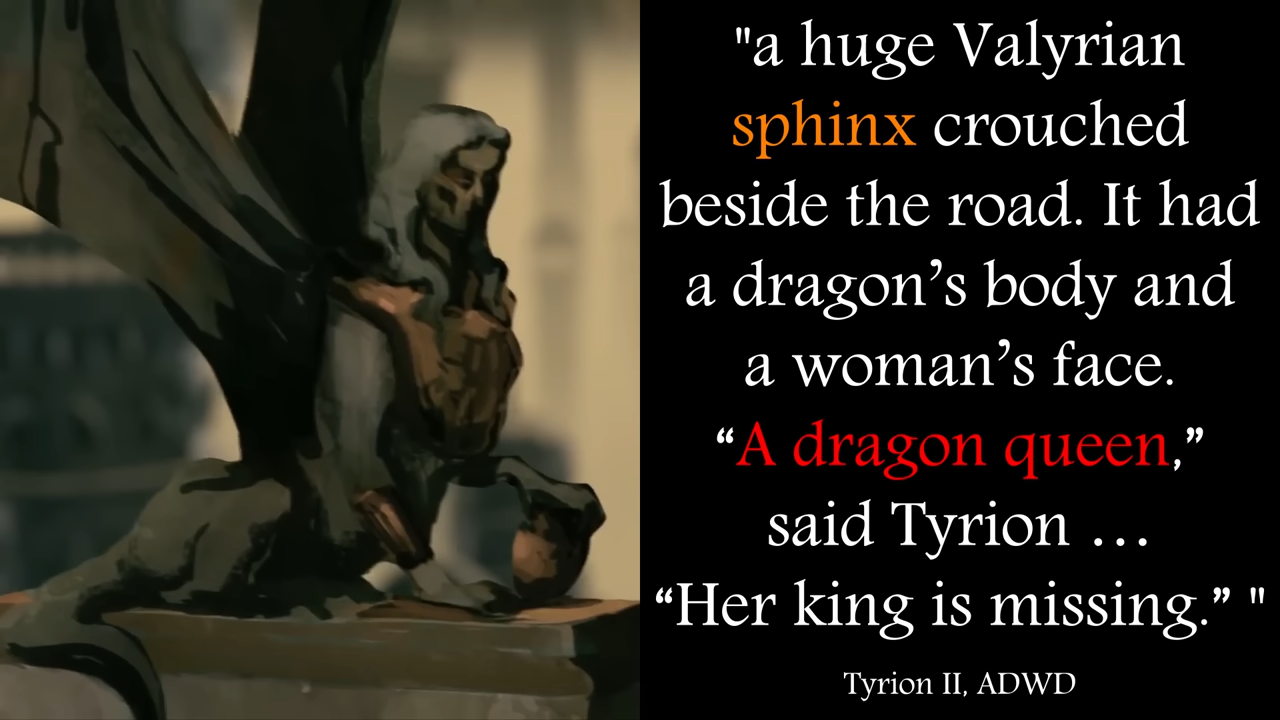 "a huge Valyrian
sphinx crouched
beside the road. It had
a dragon’s body and
a woman’s face.
“A dragon queen,”
said Tyrion …
“Her king is missing.” "
Tyrion II, ADWD